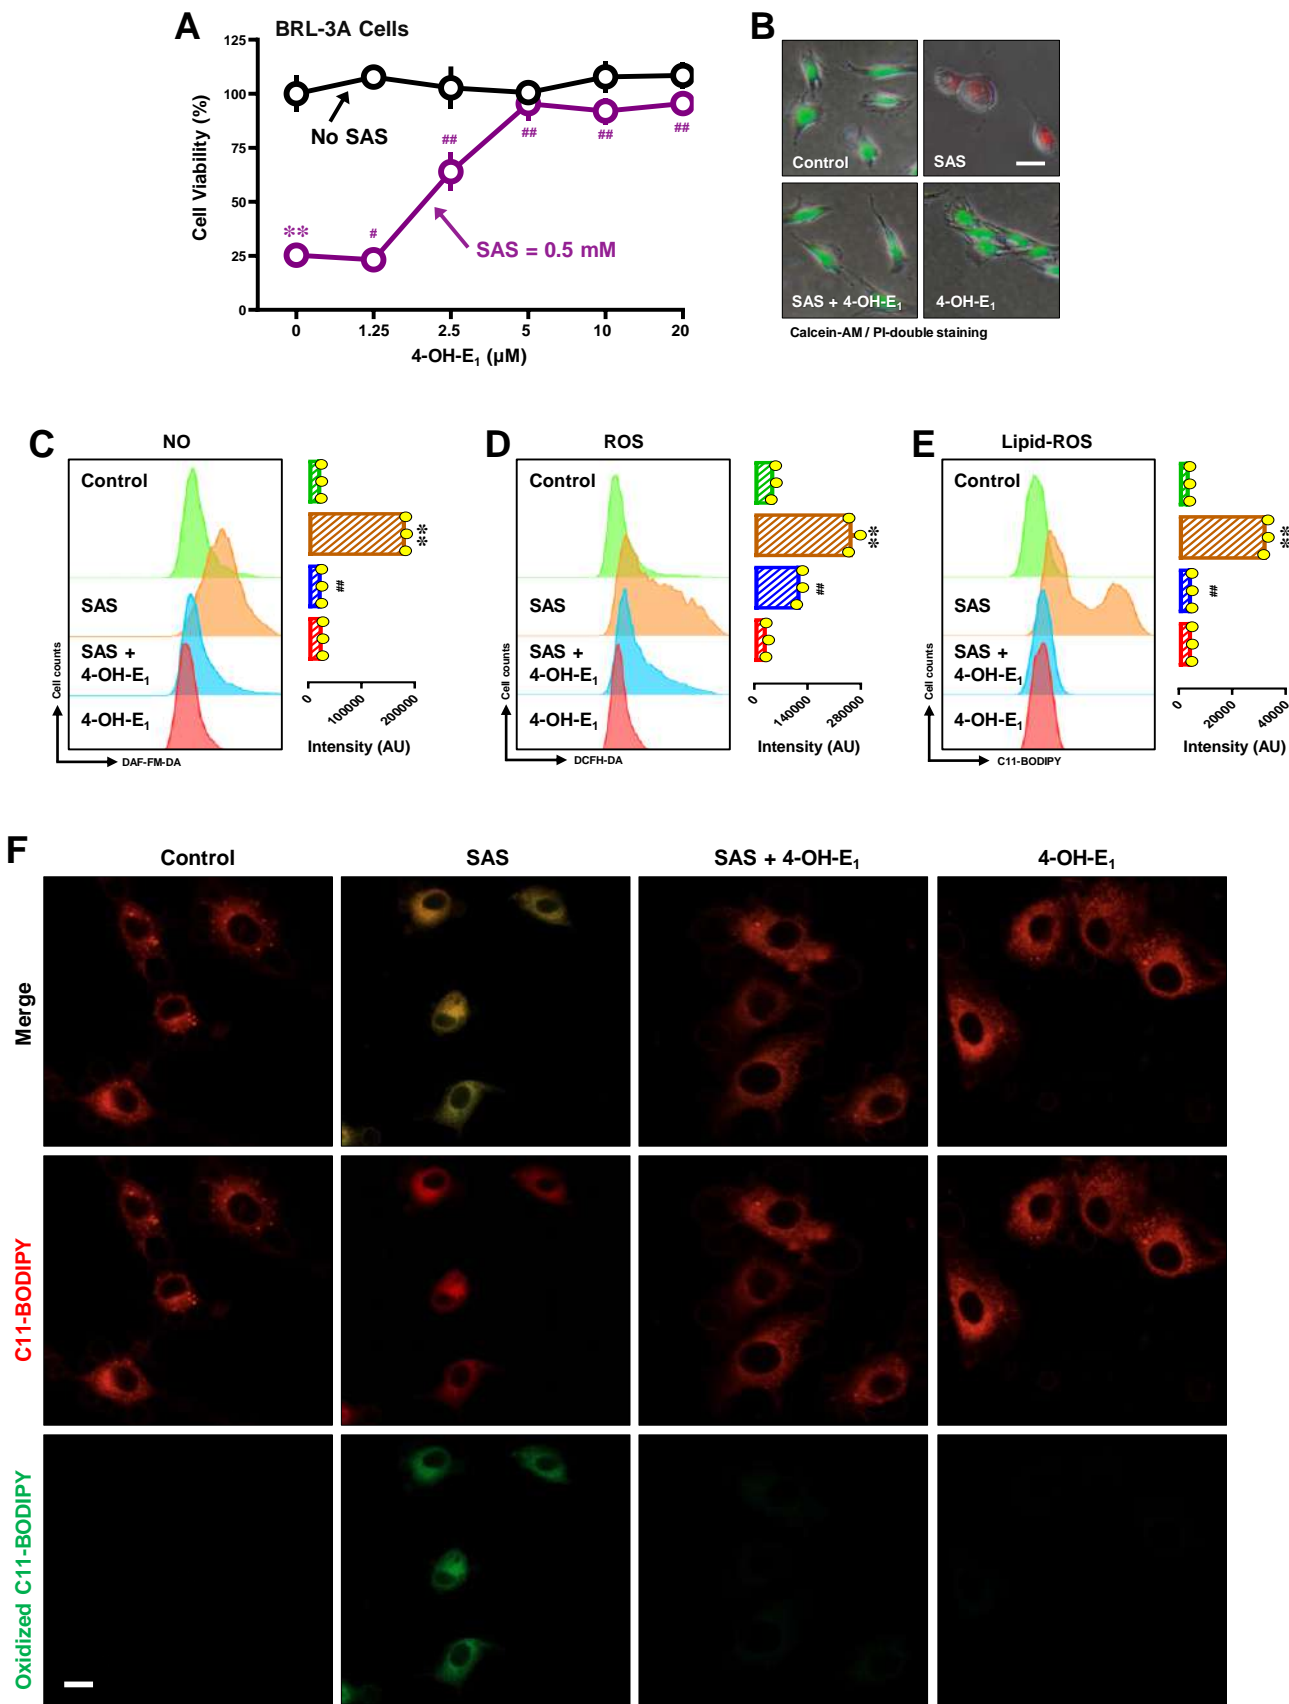 A
BRL-3A Cells
125
100
75
50
25
0
Cell Viability (%)
No SAS
**
#
##
##
##
##
SAS = 0.5 mM
0
1.25
2.5
5
10
20
4-OH-E₁ (µM)
B
Control
SAS
SAS + 4-OH-E₁
4-OH-E₁
Calcein-AM / PI-double staining
C
NO
Control
SAS
SAS +
4-OH-E₁
4-OH-E₁
Cell counts
DAF-FM-DA
**
##
0
100000
200000
Intensity (AU)
D
ROS
Control
SAS
SAS +
4-OH-E₁
4-OH-E₁
Cell counts
DCFH-DA
**
##
0
140000
280000
Intensity (AU)
E
Lipid-ROS
Control
SAS
SAS +
4-OH-E₁
4-OH-E₁
Cell counts
C11-BODIPY
**
##
0
20000
40000
Intensity (AU)
F
Control
SAS
SAS + 4-OH-E₁
4-OH-E₁
Merge
C11-BODIPY
Oxidized C11-BODIPY